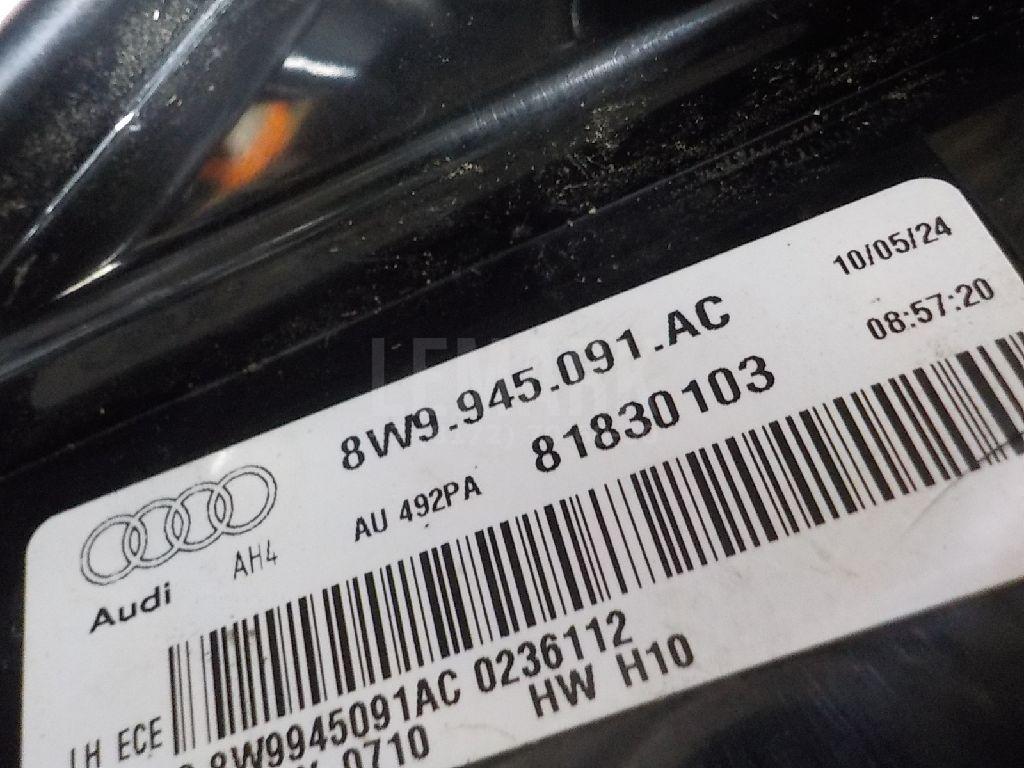 10/05/24
08:57:20
8W9.945.091.AC
81830103
AU 492PA
AH4
Audi
LH ECE
8W9945091AC 0236112
0710
HW H10